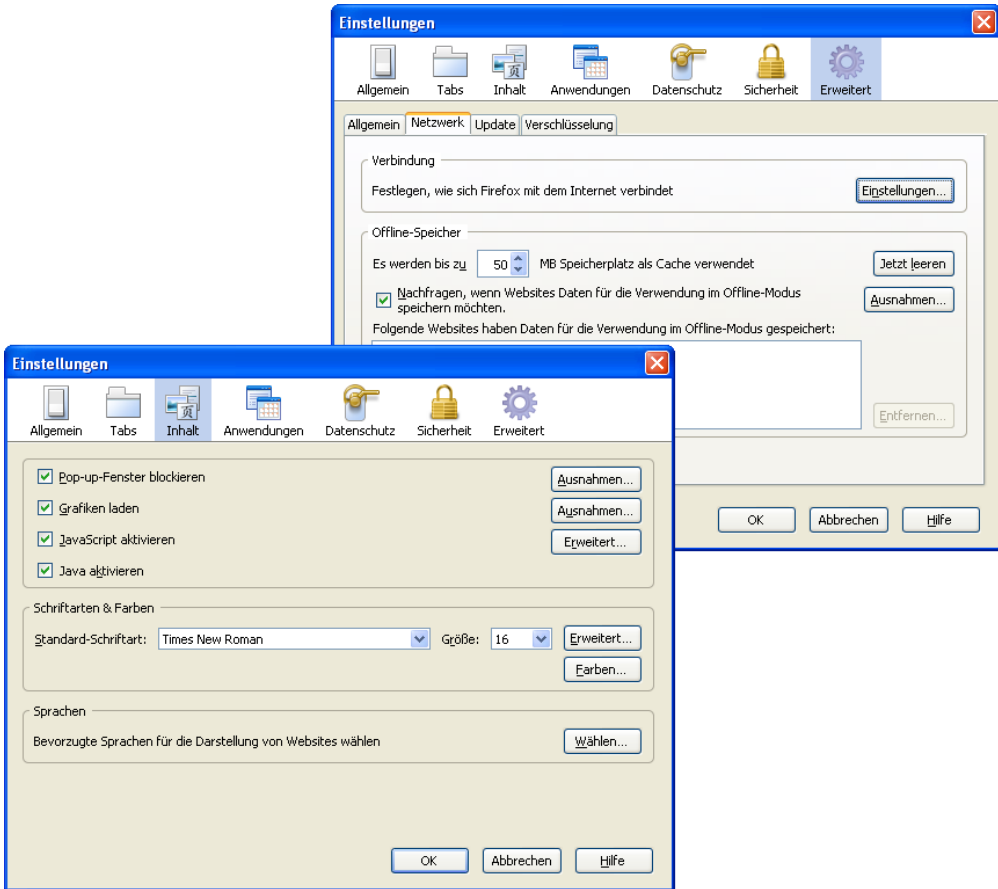 Einstellungen
Allgemein Tabs Inhalt Anwendungen Datenschutz Sicherheit Erweitert
Allgemein Netzwerk Update Verschlüsselung
Verbindung
Festlegen, wie sich Firefox mit dem Internet verbindet Einstellungen...
Offline-Speicher
Es werden bis zu 50 MB Speicherplatz als Cache verwendet Jetzt leeren
Nachfragen, wenn Websites Daten für die Verwendung im Offline-Modus
speichern möchten. Ausnahmen...
Folgende Websites haben Daten für die Verwendung im Offline-Modus gespeichert:
Entfernen...
OK Abbrechen Hilfe
Einstellungen
Allgemein Tabs Inhalt Anwendungen Datenschutz Sicherheit Erweitert
Pop-up-Fenster blockieren Ausnahmen...
Grafiken laden Ausnahmen...
JavaScript aktivieren Erweitert...
Java aktivieren
Schriftarten & Farben
Standard-Schriftart: Times New Roman Größe: 16 Erweitert...
Farben...
Sprachen
Bevorzugte Sprachen für die Darstellung von Websites wählen Wählen...
OK Abbrechen Hilfe